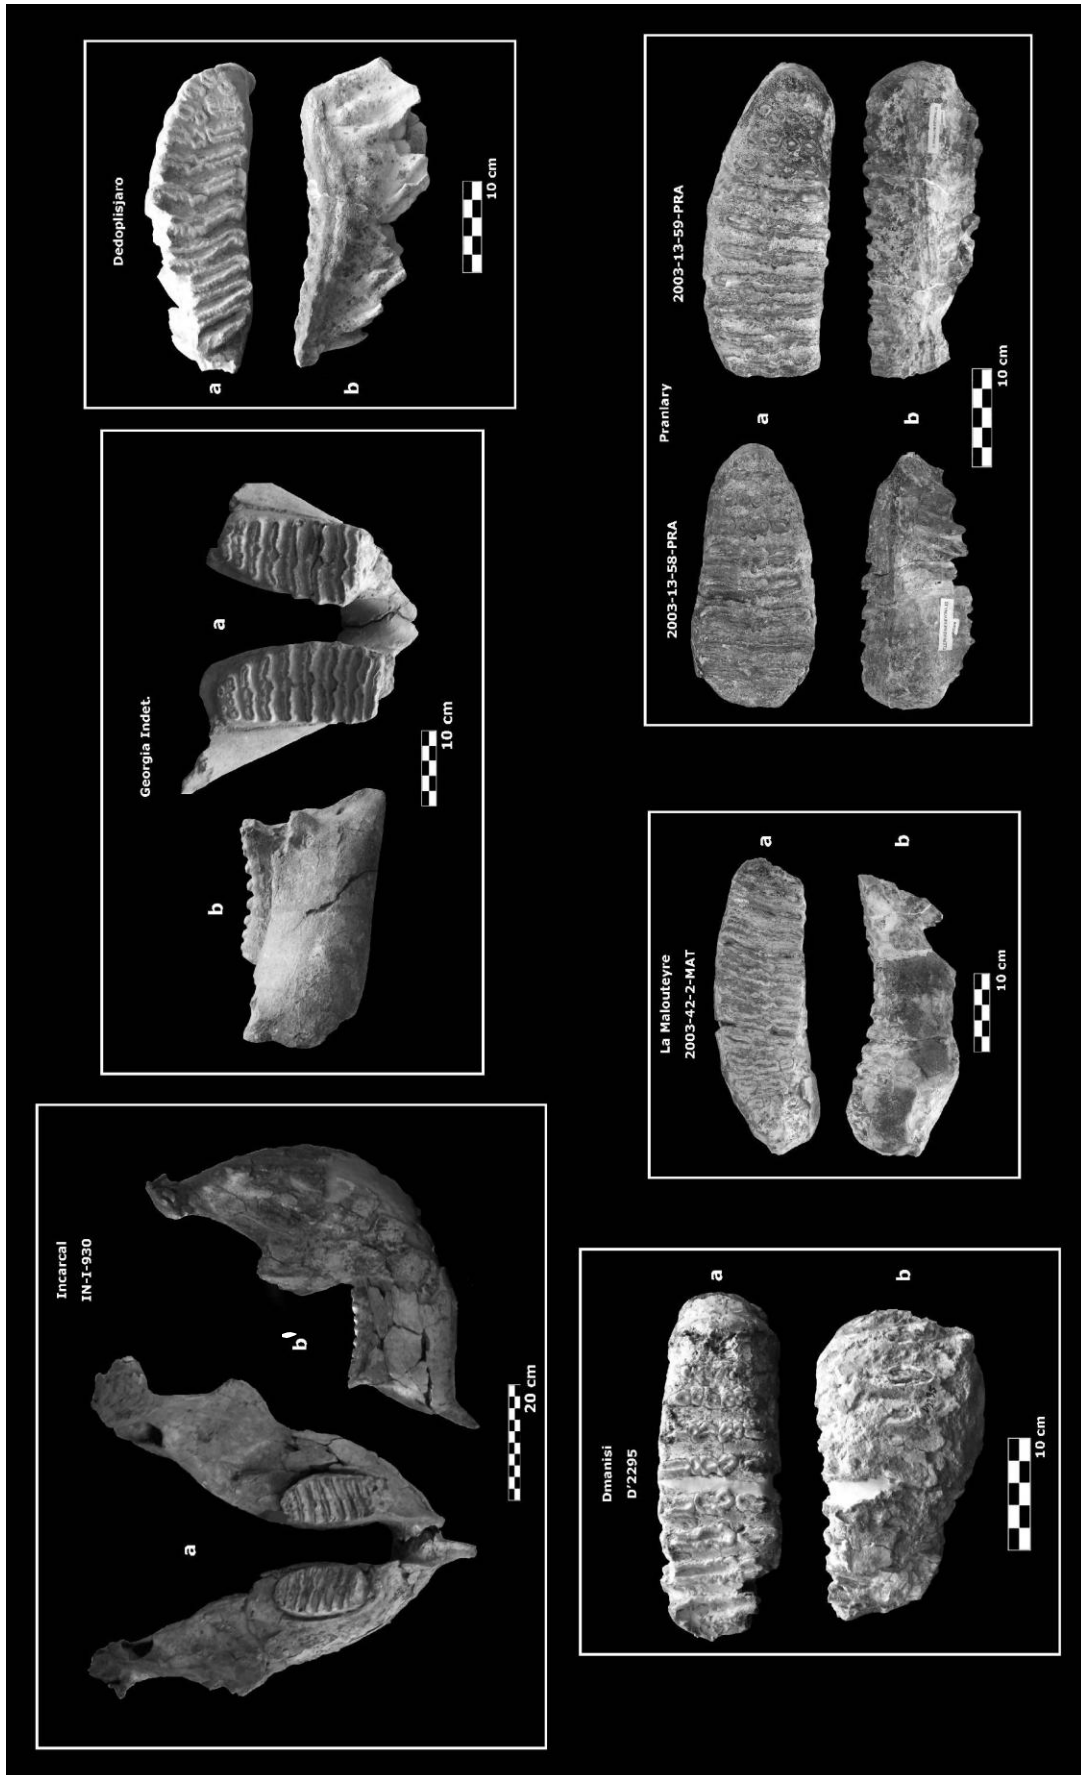 Incarcal
IN-I-930
a
b
20 cm
Georgia Indet.
b
a
10 cm
Dedoplisjaro
a
b
10 cm
Dmanisi
D'2295
a
b
10 cm
La Malouteyre
2003-42-2-MAT
a
b
10 cm
Pranlary
2003-13-58-PRA
2003-13-59-PRA
a
b
10 cm